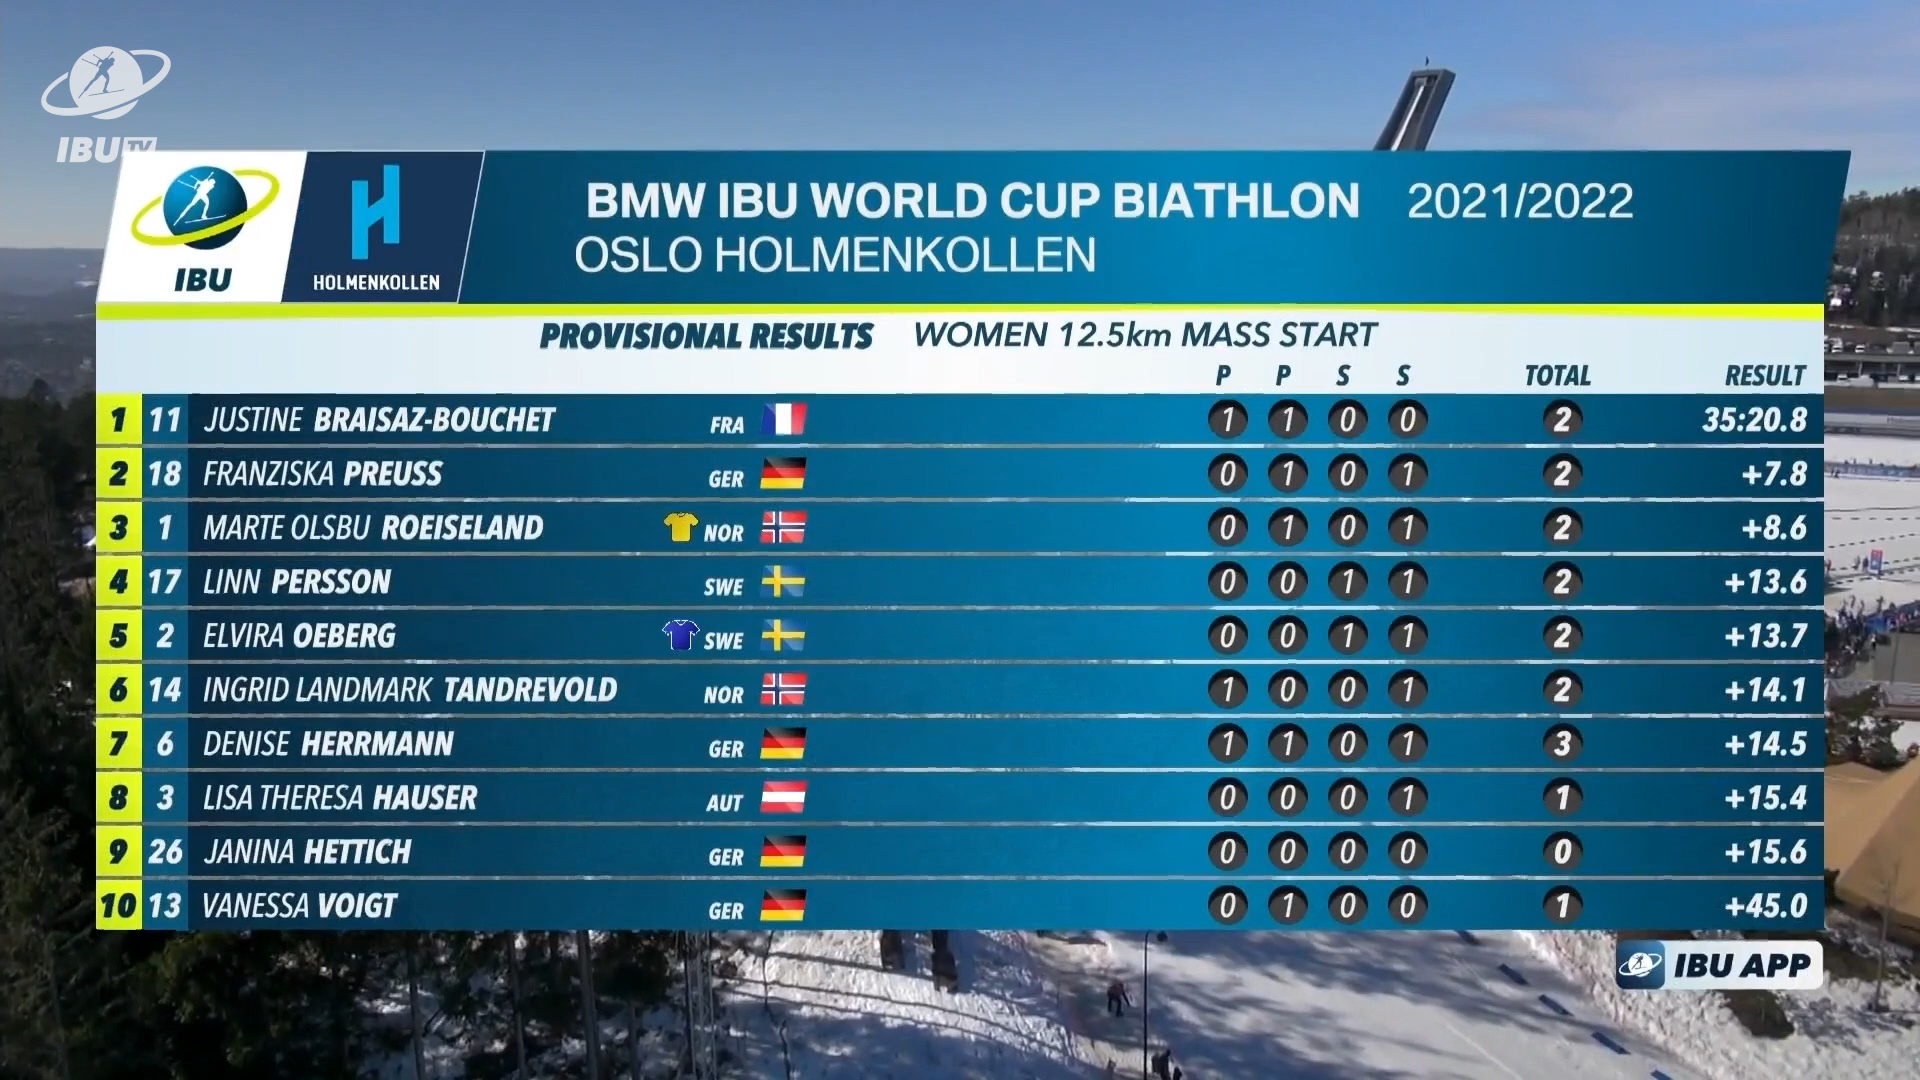 IBU TV
IBU
HOLMENKOLLEN
BMW IBU WORLD CUP BIATHLON 2021/2022
OSLO HOLMENKOLLEN
PROVISIONAL RESULTS WOMEN 12.5km MASS START
P P S S TOTAL RESULT
1 11 JUSTINE BRAISAZ-BOUCHET FRA 1 1 0 0 2 35:20.8
2 18 FRANZISKA PREUSS GER 0 1 0 1 2 +7.8
3 1 MARTE OLSBU ROEISELAND NOR 0 1 0 1 2 +8.6
4 17 LINN PERSSON SWE 0 0 1 1 2 +13.6
5 2 ELVIRA OEBERG SWE 0 0 1 1 2 +13.7
6 14 INGRID LANDMARK TANDREVOLD NOR 1 0 0 1 2 +14.1
7 6 DENISE HERRMANN GER 1 1 0 1 3 +14.5
8 3 LISA THERESA HAUSER AUT 0 0 0 1 1 +15.4
9 26 JANINA HETTICH GER 0 0 0 0 0 +15.6
10 13 VANESSA VOIGT GER 0 1 0 0 1 +45.0
IBU APP